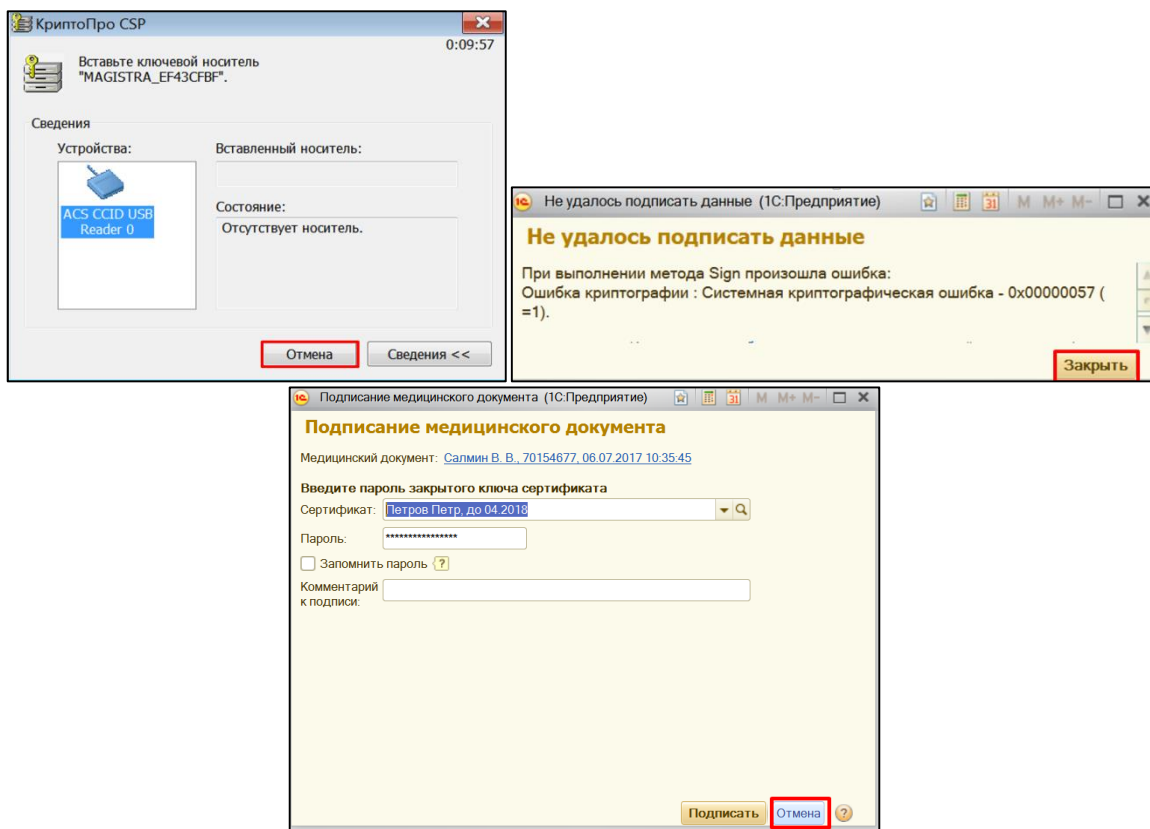 КриптоПро CSP
0:09:57
Вставьте ключевой носитель
"MAGISTRA_EF43CFBF".
Сведения
Устройства:
Вставленный носитель:
ACS CCID USB
Reader 0
Состояние:
Отсутствует носитель.
Отмена
Сведения <<
Не удалось подписать данные (1С:Предприятие)
31 M M+ M-
Не удалось подписать данные
При выполнении метода Sign произошла ошибка:
Ошибка криптографии : Системная криптографическая ошибка - 0x00000057 (
=1).
Закрыть
Подписание медицинского документа (1С:Предприятие)
31 M M+ M-
Подписание медицинского документа
Медицинский документ: Салмин В. В., 70154677, 06.07.2017 10:35:45
Введите пароль закрытого ключа сертификата
Сертификат: Петров Петр, до 04.2018
Пароль: ****************
Запомнить пароль ?
Комментарий
к подписи:
Подписать Отмена ?